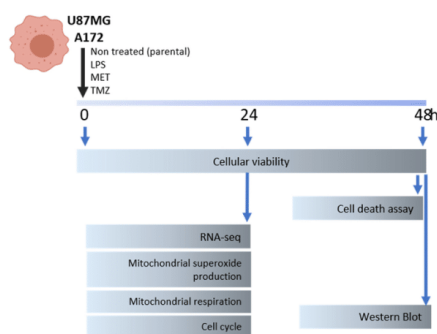 U87MG
A172
Non treated (parental)
LPS
MET
TMZ
0 24 48h
Cellular viability
Cell death assay
RNA-seq
Mitochondrial superoxide
production
Mitochondrial respiration
Western Blot
Cell cycle